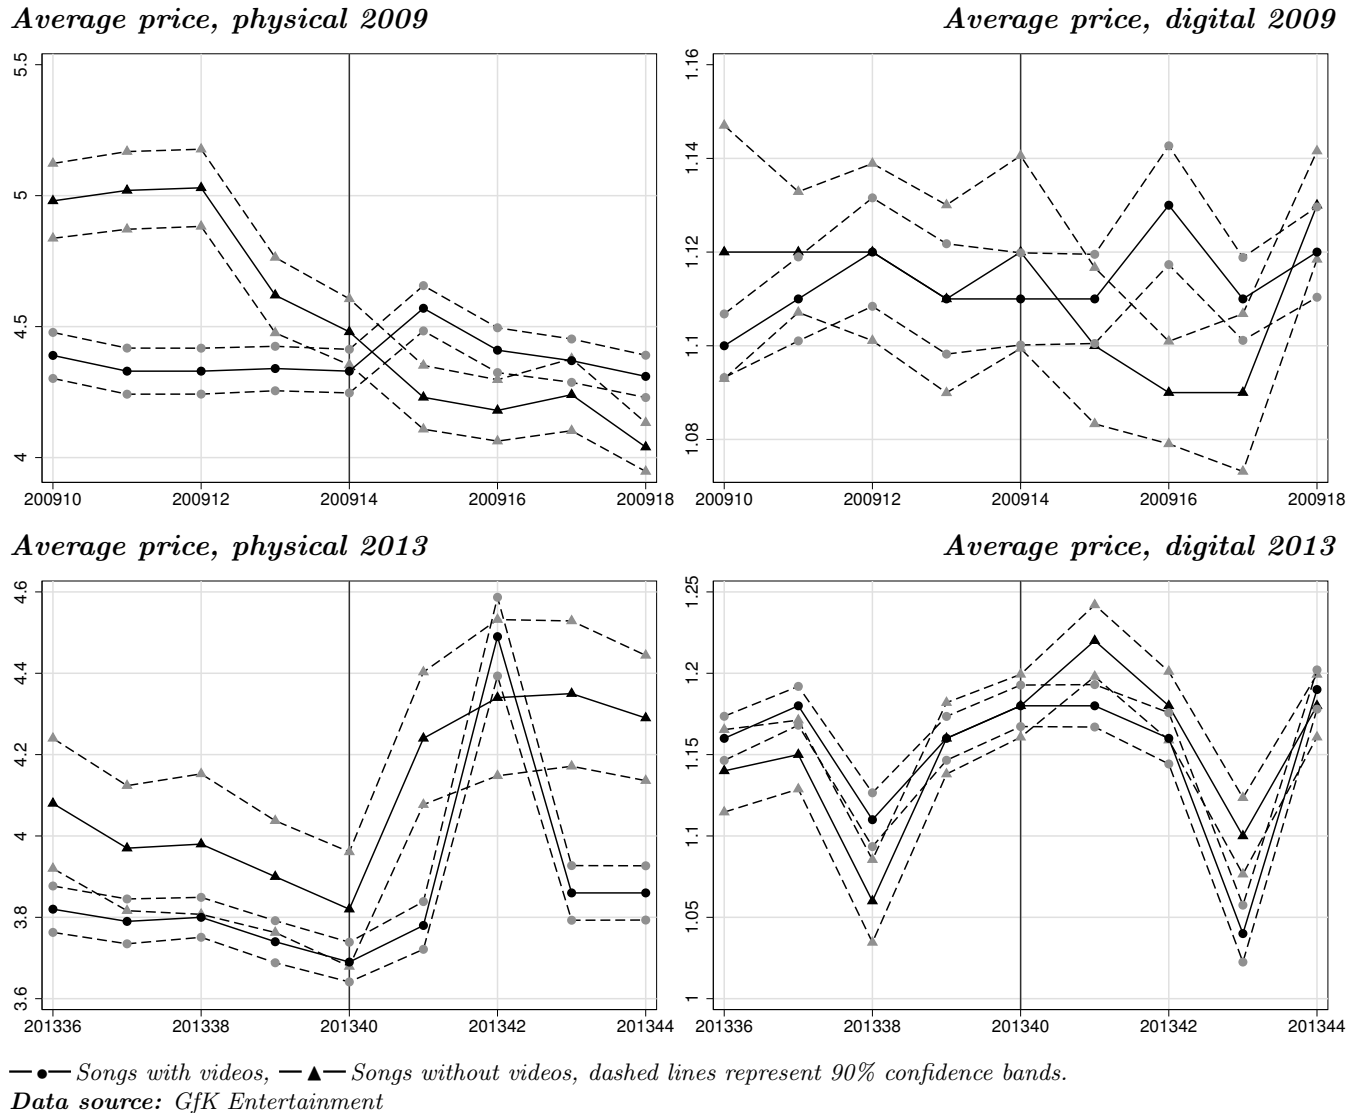 Average price, physical 2009
5.5
5
4.5
4
200910 200912 200914 200916 200918
Average price, digital 2009
1.16
1.14
1.12
1.1
1.08
200910 200912 200914 200916 200918
Average price, physical 2013
4.6
4.4
4.2
4
3.8
3.6
201336 201338 201340 201342 201344
Average price, digital 2013
1.25
1.2
1.15
1.1
1.05
1
201336 201338 201340 201342 201344
Songs with videos, Songs without videos, dashed lines represent 90% confidence bands.
Data source: GfK Entertainment